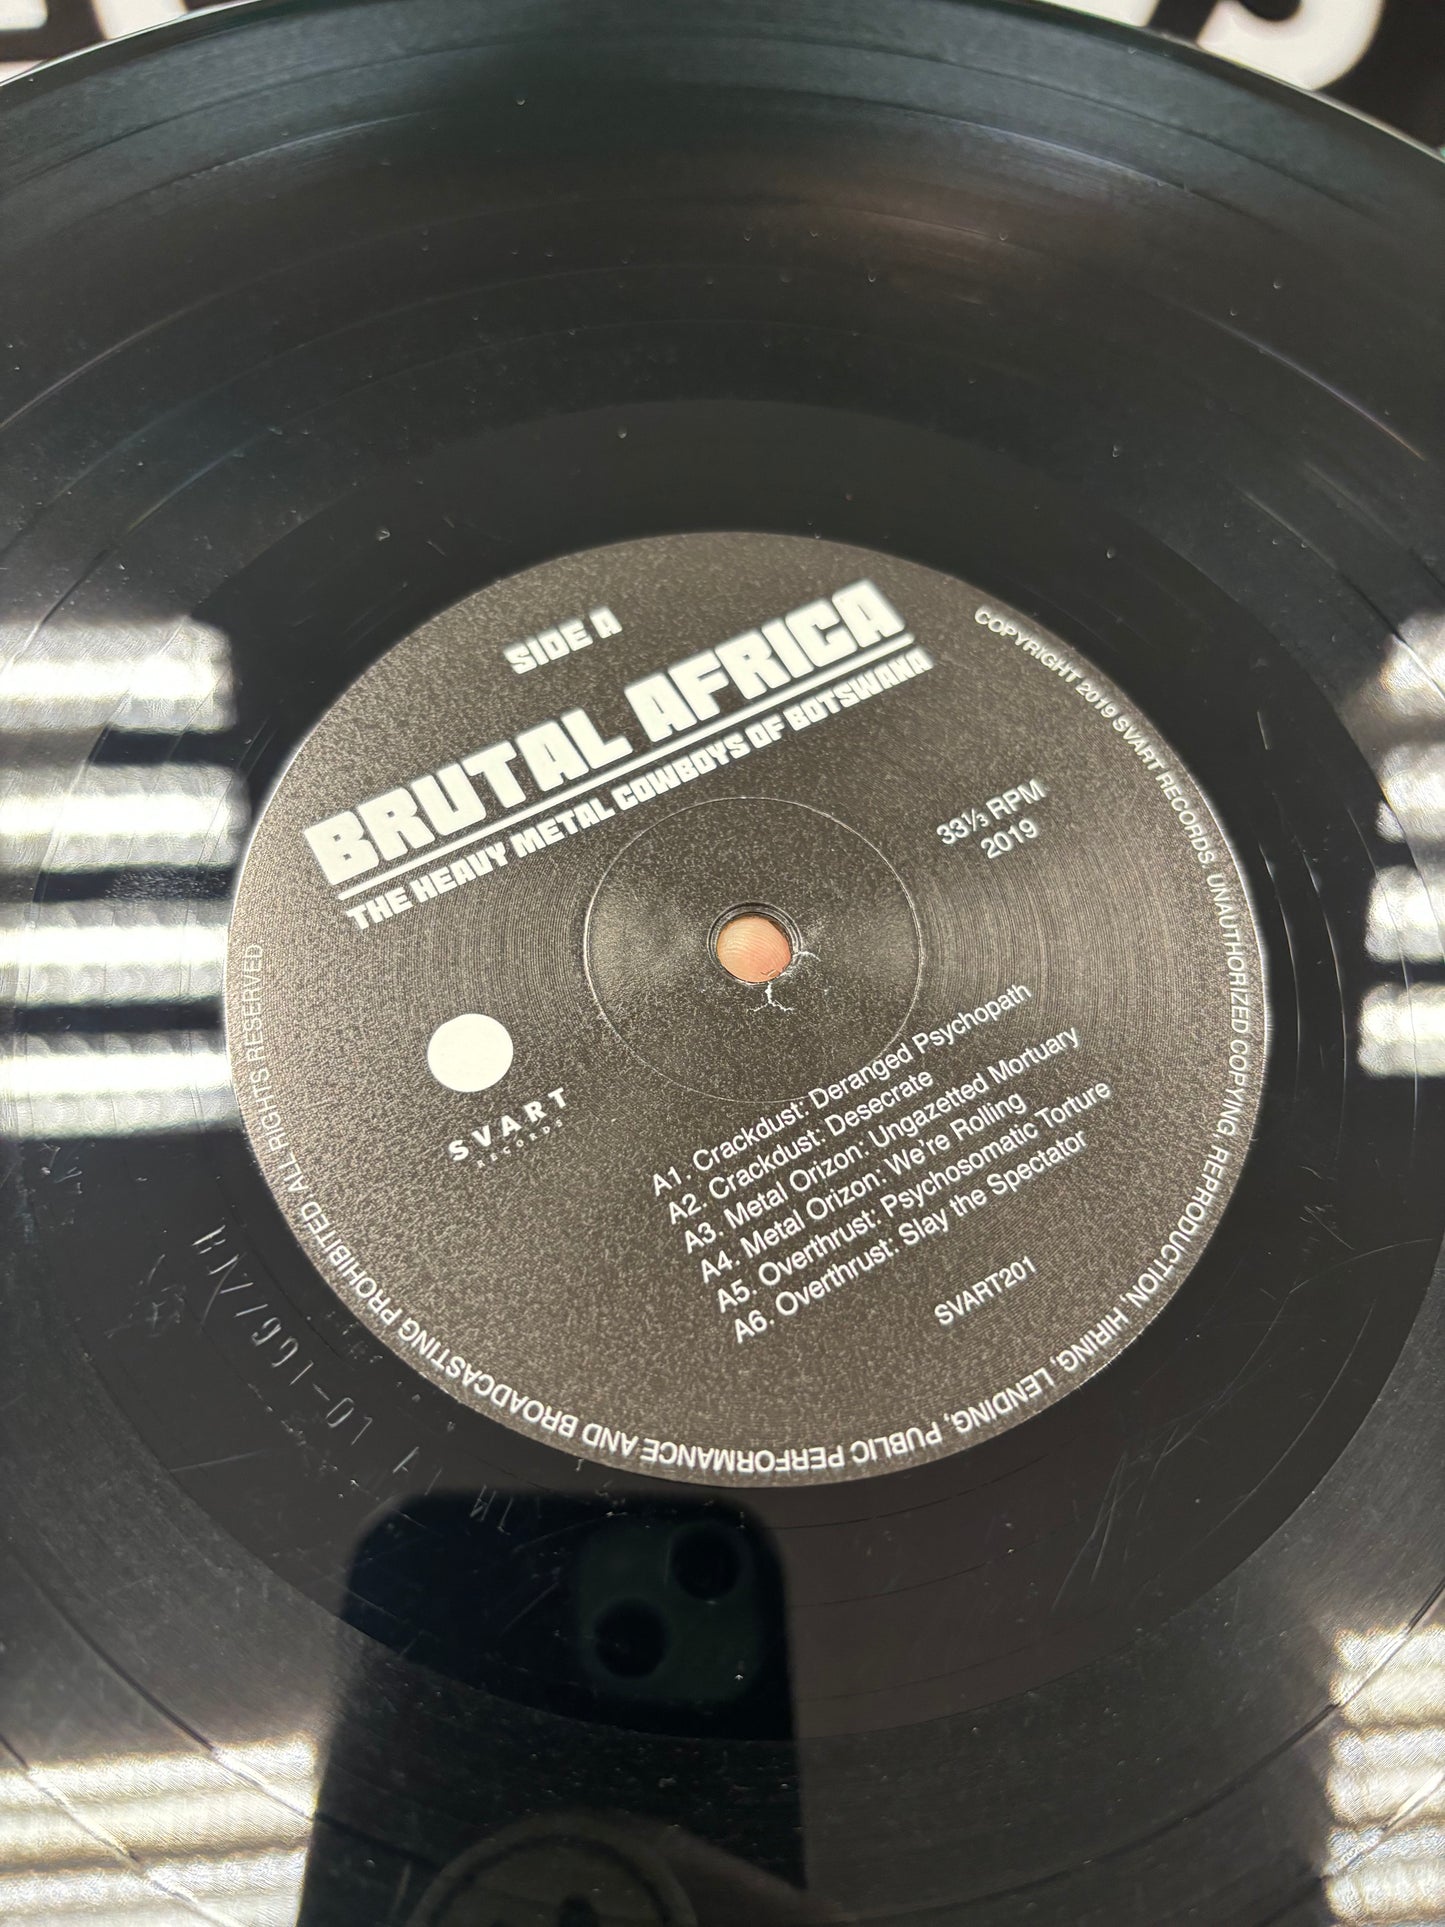 SIDE A
BRUTAL AFRICA
THE HEAVY METAL COWBOYS OF BOTSWANA
33⅓ RPM
2019
SVART
RECORDS
A1. Crackdust: Deranged Psychopath
A2. Crackdust: Desecrate
A3. Metal Orizon: Ungazetted Mortuary
A4. Metal Orizon: We're Rolling
A5. Overthrust: Psychosomatic Torture
A6. Overthrust: Slay the Spectator
SVART201
COPYRIGHT 2019 SVART RECORDS. UNAUTHORIZED COPYING, REPRODUCTION, HIRING, LENDING, PUBLIC PERFORMANCE AND BROADCASTING PROHIBITED ALL RIGHTS RESERVED